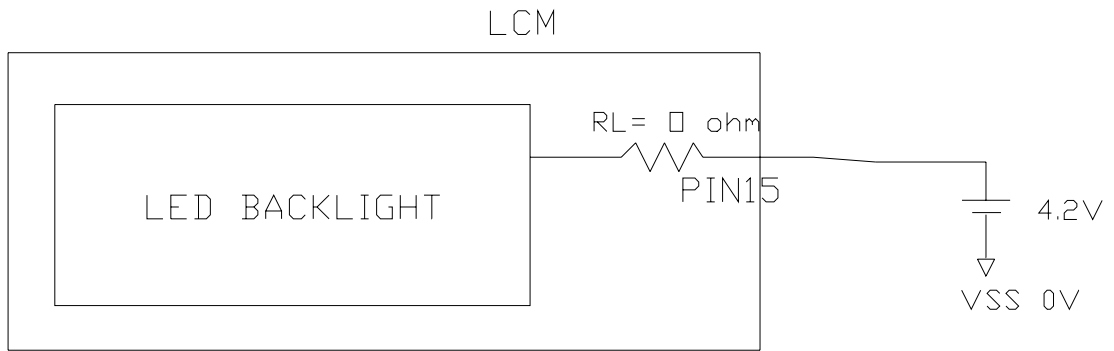 LCM
RL= 0 ohm
PIN15
LED BACKLIGHT
4.2V
VSS 0V